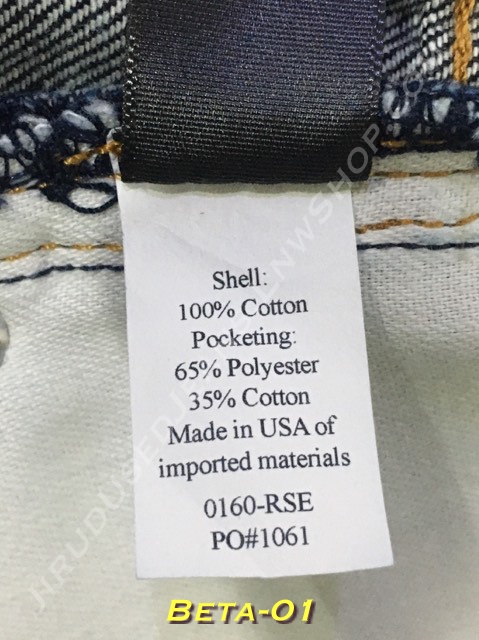 Shell:
100% Cotton
Pocketing:
65% Polyester
35% Cotton
Made in USA of
imported materials
0160-RSE
PO#1061
BETA-01